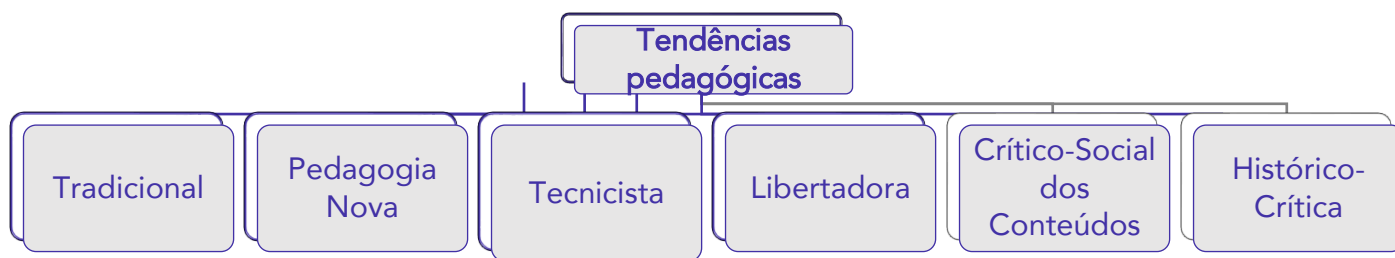 Tendências
pedagógicas
Tradicional
Pedagogia
Nova
Tecnicista
Libertadora
Crítico-Social
dos
Conteúdos
Histórico-
Crítica